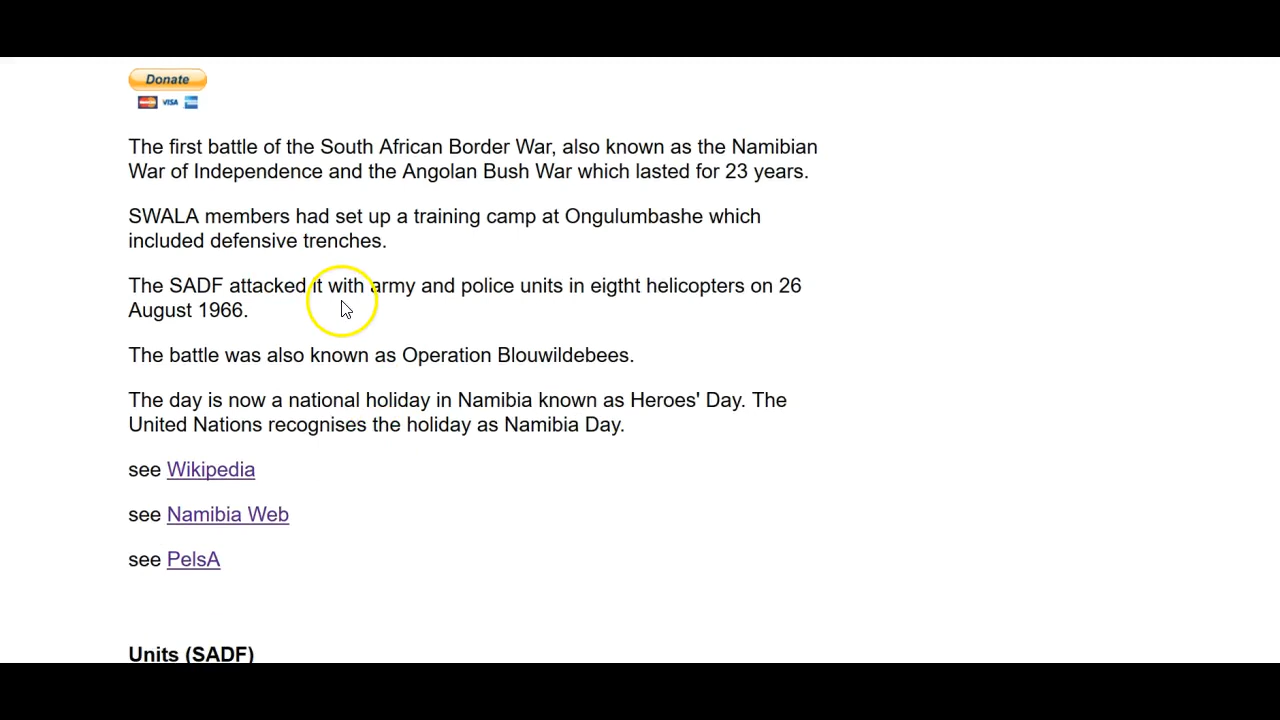 Donate
VISA
The first battle of the South African Border War, also known as the Namibian
War of Independence and the Angolan Bush War which lasted for 23 years.
SWALA members had set up a training camp at Ongulumbashe which
included defensive trenches.
The SADF attacked it with army and police units in eigtht helicopters on 26
August 1966.
The battle was also known as Operation Blouwildebees.
The day is now a national holiday in Namibia known as Heroes' Day. The
United Nations recognises the holiday as Namibia Day.
see Wikipedia
see Namibia Web
see PelsA
Units (SADF)